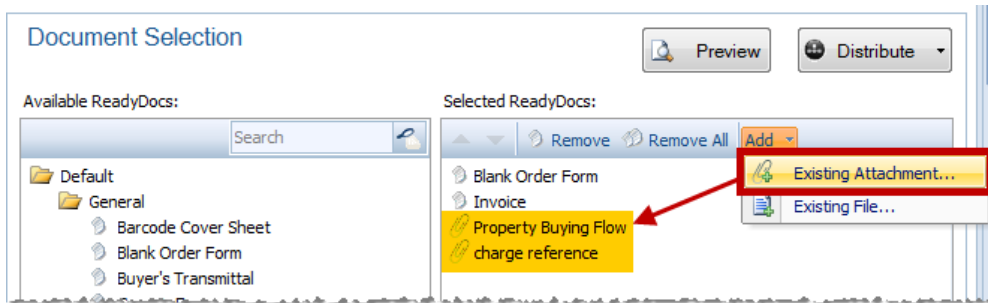 Document Selection
Preview
Distribute
Available ReadyDocs:
Selected ReadyDocs:
Search
Remove
Remove All
Add
Existing Attachment...
Existing File...
Default
General
Barcode Cover Sheet
Blank Order Form
Buyer's Transmittal
Blank Order Form
Invoice
Property Buying Flow
charge reference